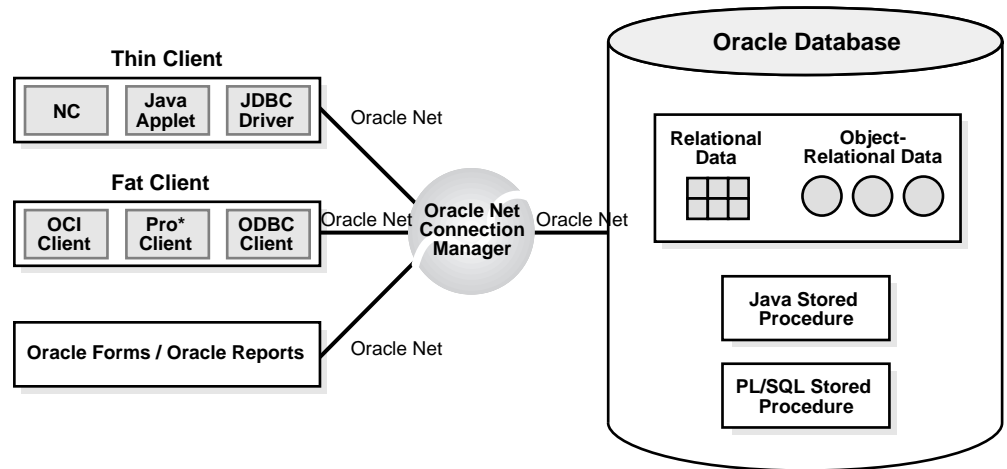 Thin Client
NC
Java
Applet
JDBC
Driver
Oracle Net
Fat Client
OCI
Client
Pro*
Client
ODBC
Client
Oracle Net
Oracle Forms / Oracle Reports
Oracle Net
Oracle Net
Connection
Manager
Oracle Net
Oracle Database
Relational
Data
Object-
Relational Data
Java Stored
Procedure
PL/SQL Stored
Procedure